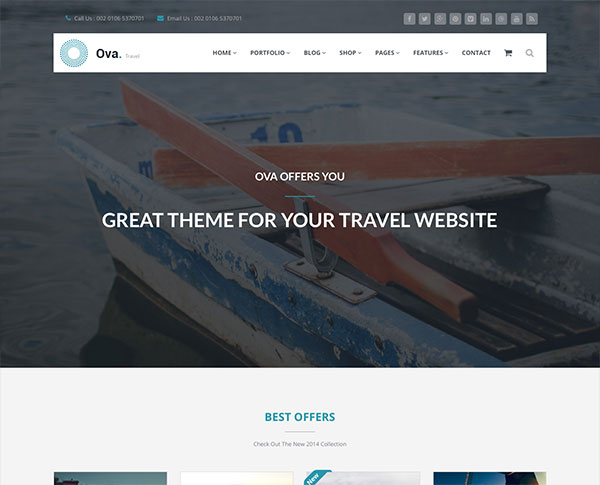 Call Us : 002 0106 5370701
Email Us : 002 0106 5370701
Ova. Travel
HOME
PORTFOLIO
BLOG
SHOP
PAGES
FEATURES
CONTACT
10
OVA OFFERS YOU
GREAT THEME FOR YOUR TRAVEL WEBSITE
BEST OFFERS
Check Out The New 2014 Collection
New